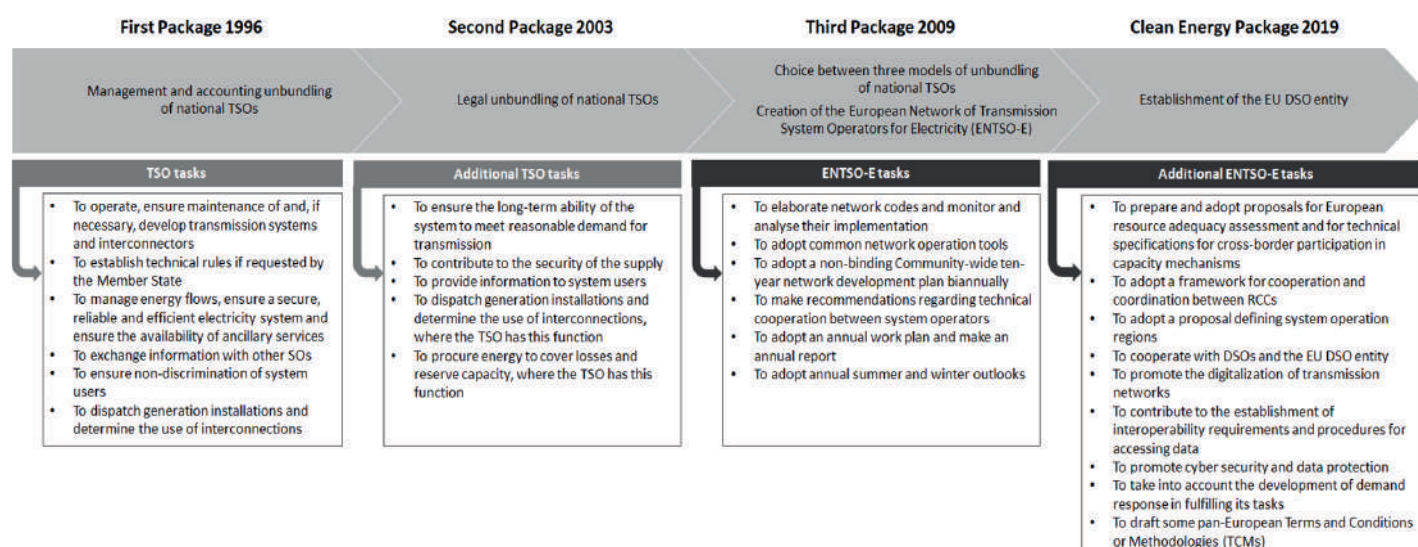 First Package 1996
Second Package 2003
Third Package 2009
Clean Energy Package 2019
Management and accounting unbundling
of national TSOs
Legal unbundling of national TSOs
Choice between three models of unbundling
of national TSOs
Creation of the European Network of Transmission
System Operators for Electricity (ENTSO-E)
Establishment of the EU DSO entity
TSO tasks
• To operate, ensure maintenance of and, if
necessary, develop transmission systems
and interconnectors
• To establish technical rules if requested by
the Member State
• To manage energy flows, ensure a secure,
reliable and efficient electricity system and
ensure the availability of ancillary services
• To exchange information with other SOs
• To ensure non-discrimination of system
users
• To dispatch generation installations and
determine the use of interconnections
Additional TSO tasks
• To ensure the long-term ability of the
system to meet reasonable demand for
transmission
• To contribute to the security of the supply
• To provide information to system users
• To dispatch generation installations and
determine the use of interconnections,
where the TSO has this function
• To procure energy to cover losses and
reserve capacity, where the TSO has this
function
ENTSO-E tasks
• To elaborate network codes and monitor and
analyse their implementation
• To adopt common network operation tools
• To adopt a non-binding Community-wide ten-
year network development plan biannually
• To make recommendations regarding technical
cooperation between system operators
• To adopt an annual work plan and make an
annual report
• To adopt annual summer and winter outlooks
Additional ENTSO-E tasks
• To prepare and adopt proposals for European
resource adequacy assessment and for technical
specifications for cross-border participation in
capacity mechanisms
• To adopt a framework for cooperation and
coordination between RCCs
• To adopt a proposal defining system operation
regions
• To cooperate with DSOs and the EU DSO entity
• To promote the digitalization of transmission
networks
• To contribute to the establishment of
interoperability requirements and procedures for
accessing data
• To promote cyber security and data protection
• To take into account the development of demand
response in fulfilling its tasks
• To draft some pan-European Terms and Conditions
or Methodologies (TCMs)